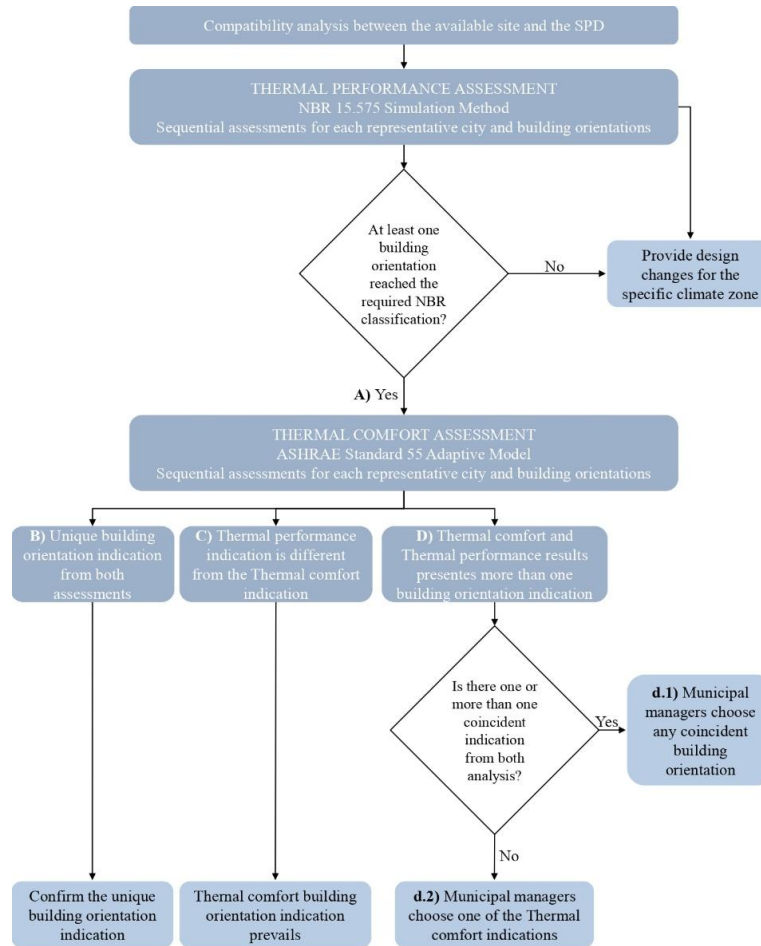 Compatibility analysis between the available site and the SPD
THERMAL PERFORMANCE ASSESSMENT
NBR 15.575 Simulation Method
Sequential assessments for each representative city and building orientations
At least one
building
orientation
reached the
required NBR
classification?
No
Provide design
changes for the
specific climate zone
A) Yes
THERMAL COMFORT ASSESSMENT
ASHRAE Standard 55 Adaptive Model
Sequential assessments for each representative city and building orientations
B) Unique building
orientation indication
from both
assessments
C) Thermal performance
indication is different
from the Thermal comfort
indication
D) Thermal comfort and
Thermal performance results
presentes more than one
building orientation indication
Is there one or
more than one
coincident
indication
from both
analysis?
Yes
d.1) Municipal
managers choose
any coincident
building
orientation
No
Confirm the unique
building orientation
indication
Thermal comfort building
orientation indication
prevails
d.2) Municipal managers
choose one of the Thermal
comfort indications